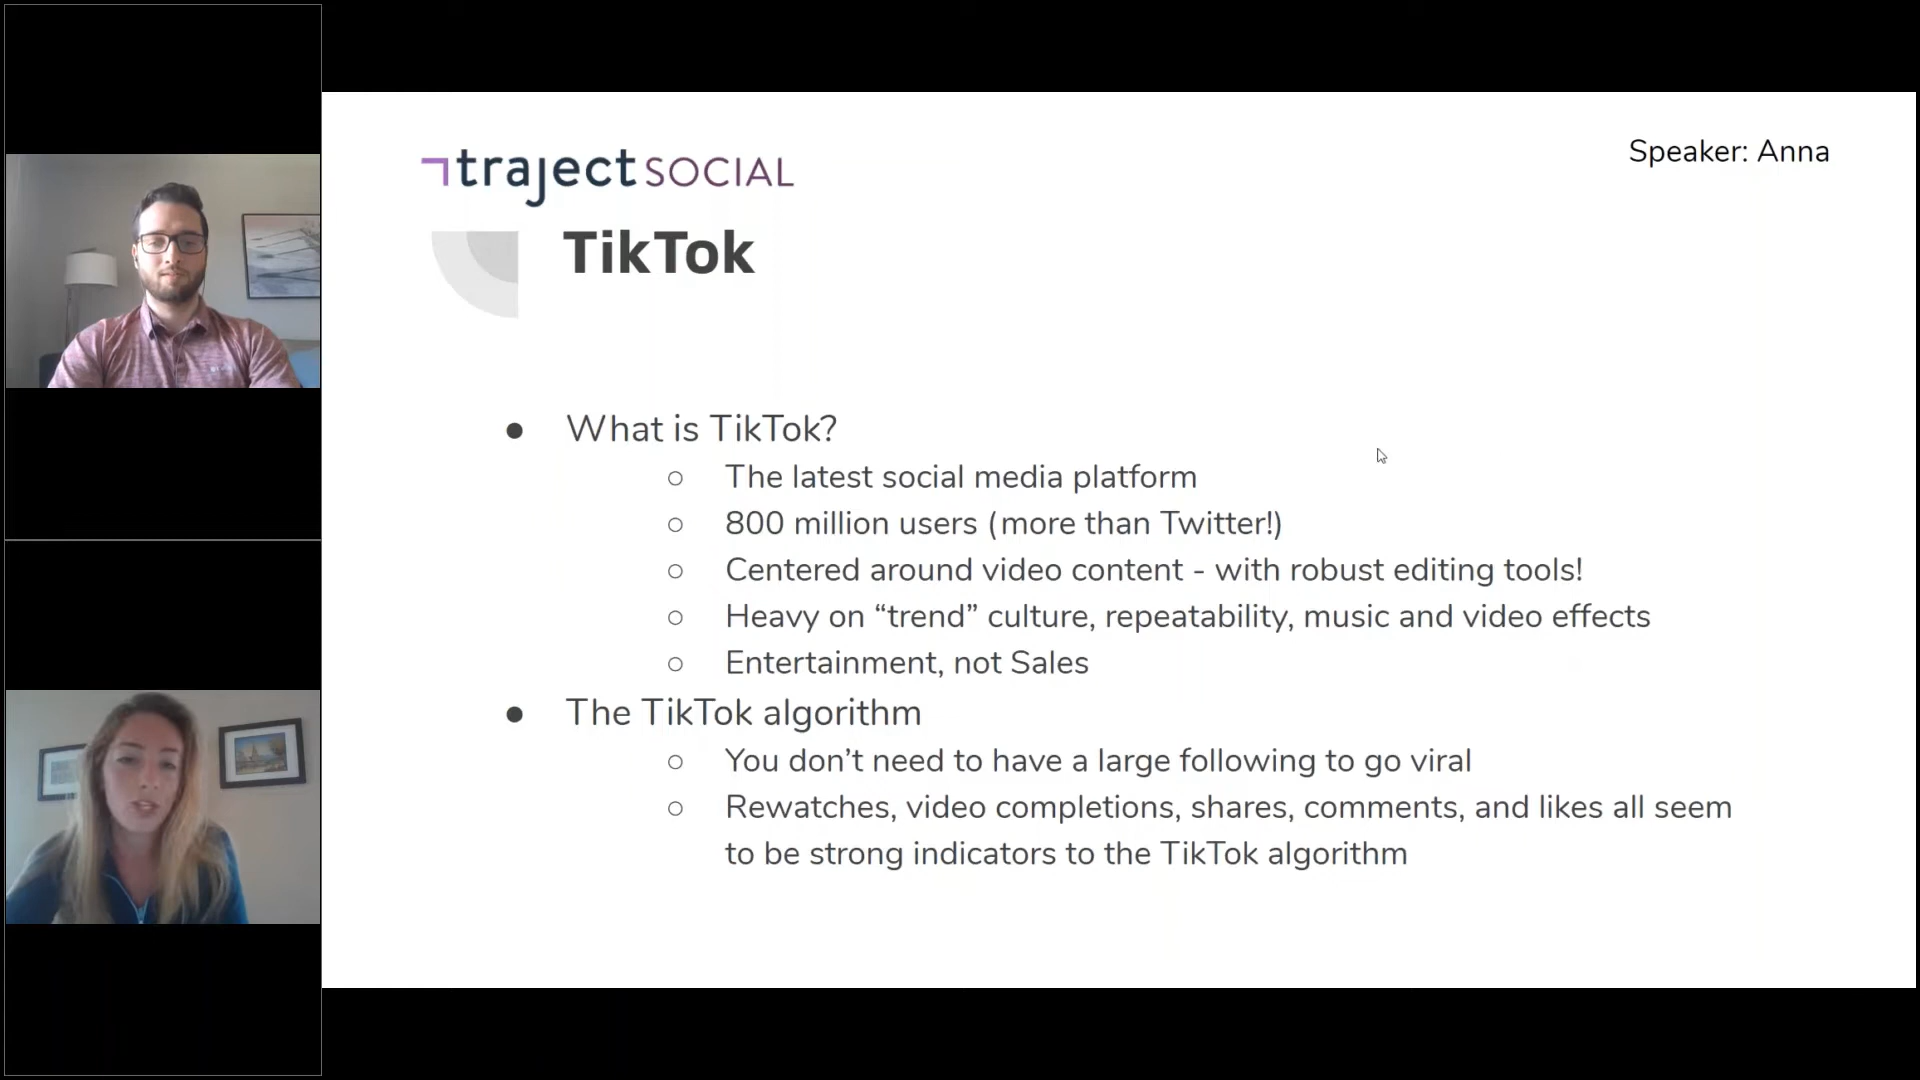 traject SOCIAL
Speaker: Anna
TikTok
● What is TikTok?
○ The latest social media platform
○ 800 million users (more than Twitter!)
○ Centered around video content - with robust editing tools!
○ Heavy on “trend” culture, repeatability, music and video effects
○ Entertainment, not Sales
● The TikTok algorithm
○ You don’t need to have a large following to go viral
○ Rewatches, video completions, shares, comments, and likes all seem
to be strong indicators to the TikTok algorithm